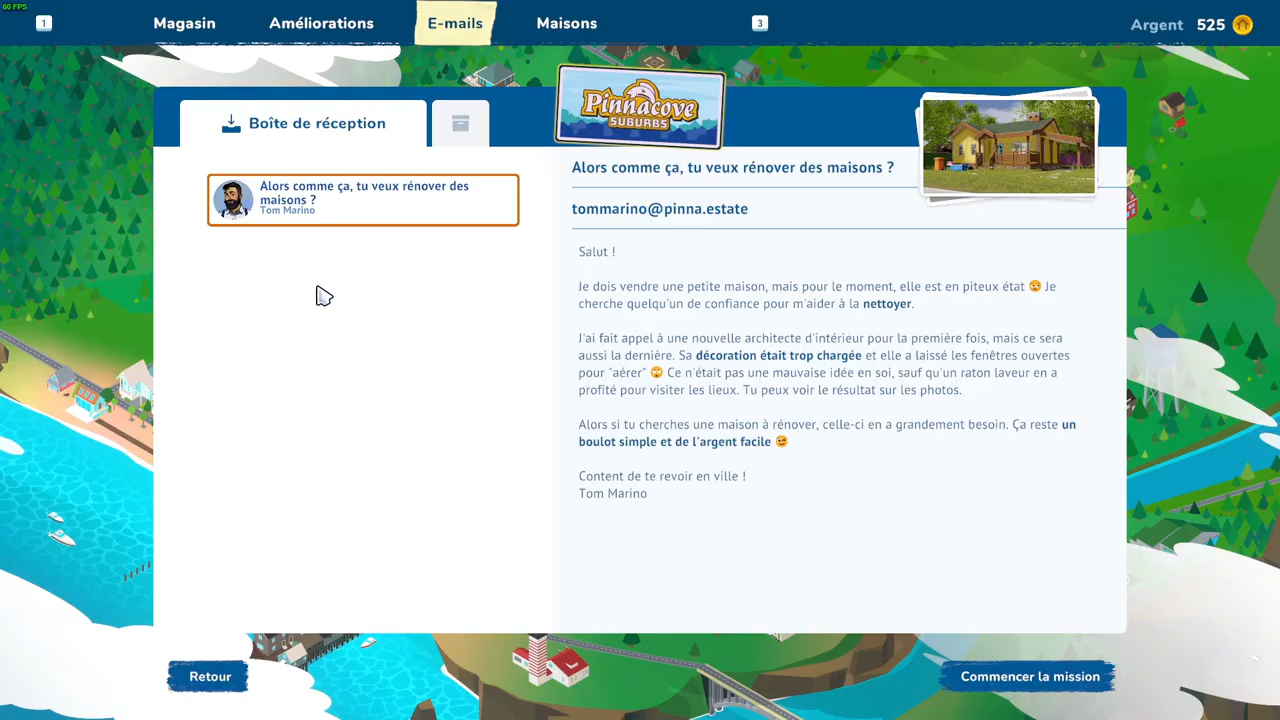 60 FPS
1
Magasin
Améliorations
E-mails
Maisons
3
Argent 525
Boîte de réception
Pinnacove
SUBURBS
Alors comme ça, tu veux rénover des
maisons ?
Tom Marino
Alors comme ça, tu veux rénover des maisons ?
tommarino@pinna.estate
Salut !
Je dois vendre une petite maison, mais pour le moment, elle est en piteux état 😥 Je
cherche quelqu'un de confiance pour m'aider à la nettoyer.
J'ai fait appel à une nouvelle architecte d'intérieur pour la première fois, mais ce sera
aussi la dernière. Sa décoration était trop chargée et elle a laissé les fenêtres ouvertes
pour "aérer" 🙄 Ce n'était pas une mauvaise idée en soi, sauf qu'un raton laveur en a
profité pour visiter les lieux. Tu peux voir le résultat sur les photos.
Alors si tu cherches une maison à rénover, celle-ci en a grandement besoin. Ça reste un
boulot simple et de l'argent facile 😉
Content de te revoir en ville !
Tom Marino
Retour
Commencer la mission